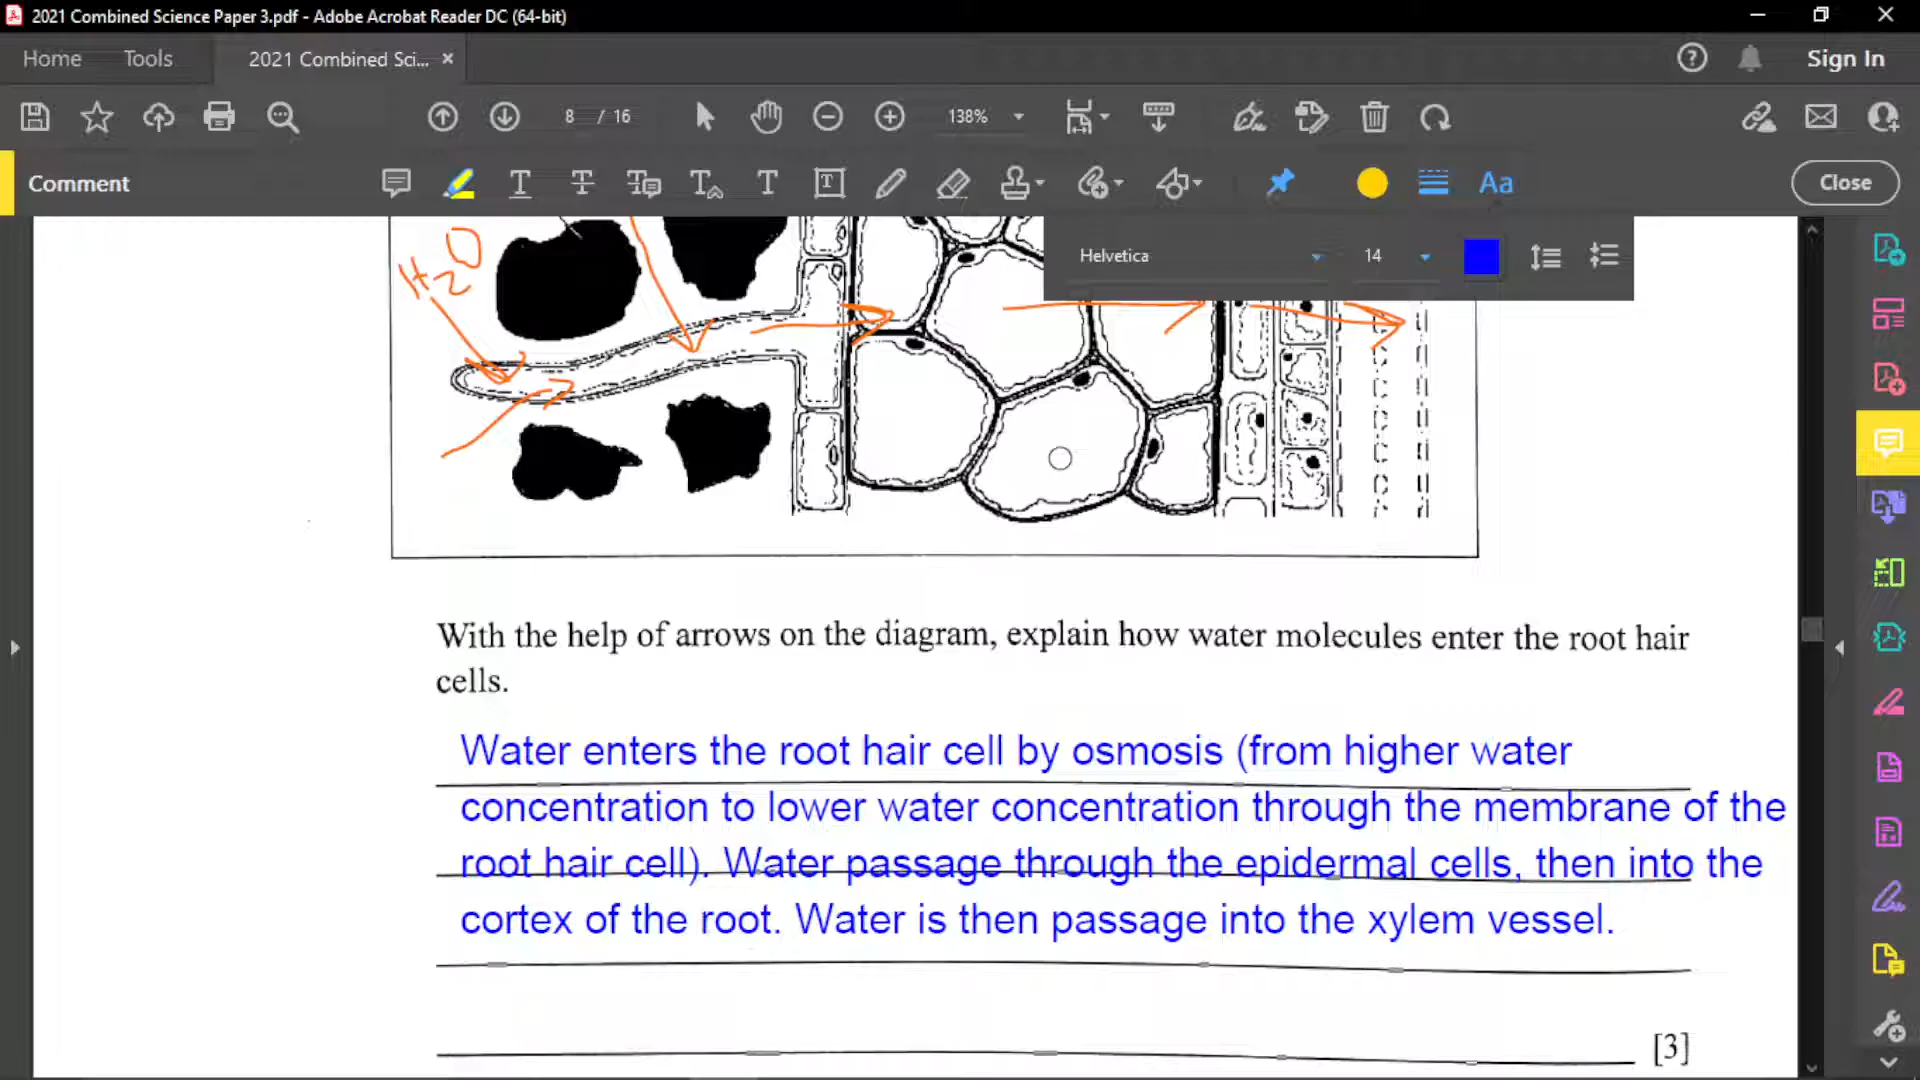 2021 Combined Science Paper 3.pdf - Adobe Acrobat Reader DC (64-bit)
Home Tools 2021 Combined Sci... Sign In
8 / 16 138%
Comment Aa Close
Helvetica 14
H2O
With the help of arrows on the diagram, explain how water molecules enter the root hair
cells.
Water enters the root hair cell by osmosis (from higher water
concentration to lower water concentration through the membrane of the
root hair cell). Water passage through the epidermal cells, then into the
cortex of the root. Water is then passage into the xylem vessel.
[3]